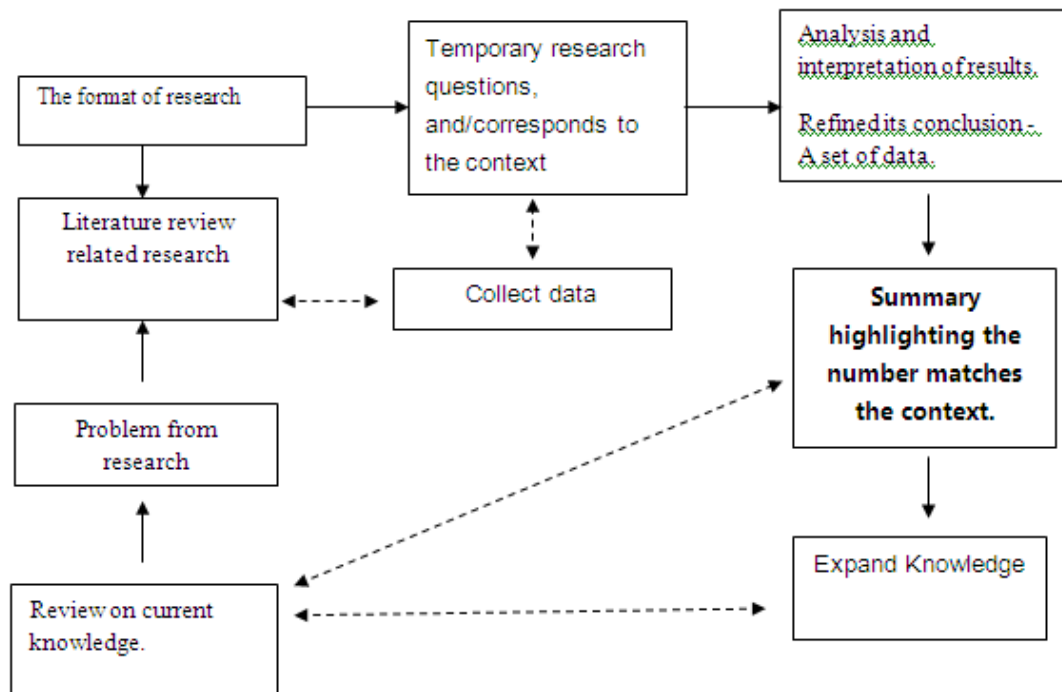 The format of research
Temporary research
questions,
and/corresponds to
the context
Analysis and
interpretation of results.
Refined its conclusion -
A set of data.
Literature review
related research
Collect data
Summary
highlighting the
number matches
the context.
Problem from
research
Expand Knowledge
Review on current
knowledge.